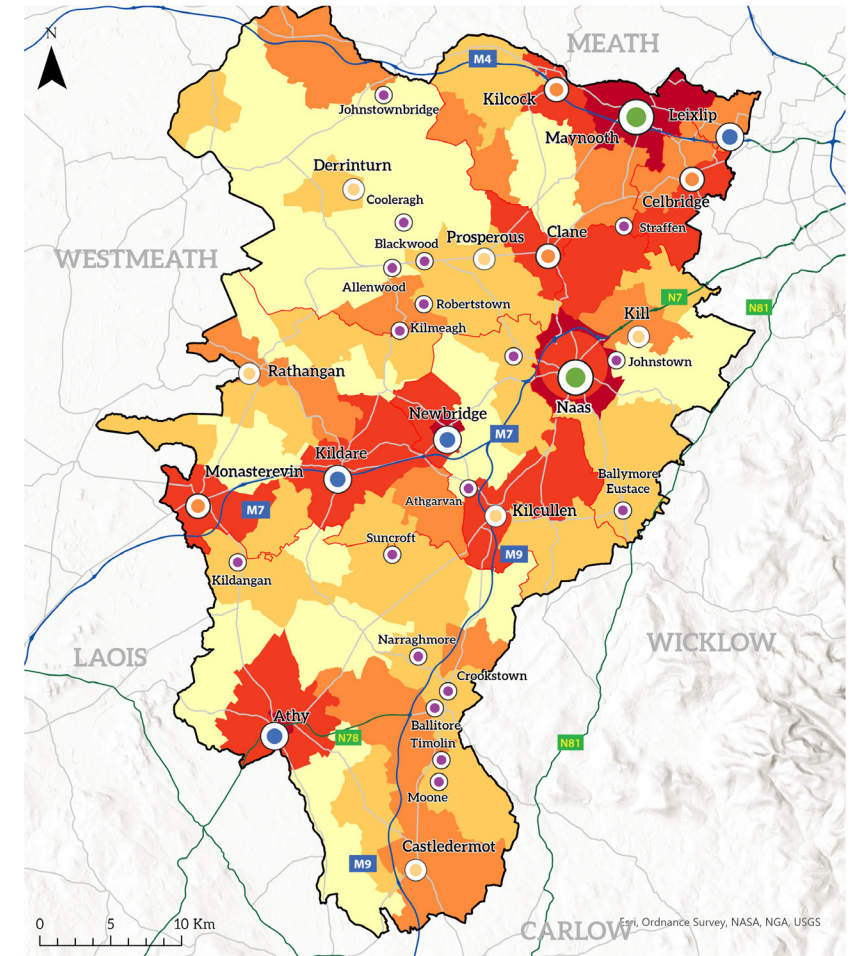 N
MEATH
M4
Kilcock
Johnstownbridge
Leixlip
Maynooth
Derrinturn
Celbridge
Cooleragh
Straffen
Clane
Prosperous
Blackwood
WESTMEATH
Allenwood
N7
Robertstown
N81
Kill
Kilmeagh
Johnstown
Rathangan
Naas
Newbridge
M7
Kildare
Monasterevin
Ballymore
Eustace
Athgarvan
M7
Kilcullen
Suncroft
M9
Kildangan
Narraghmore
WICKLOW
LAOIS
Crookstown
Athy
Ballitore
N78
Timolin
N81
Moone
Castledermot
M9
0 5 10 Km
Esri, Ordnance Survey, NASA, NGA, USGS
CARLOW